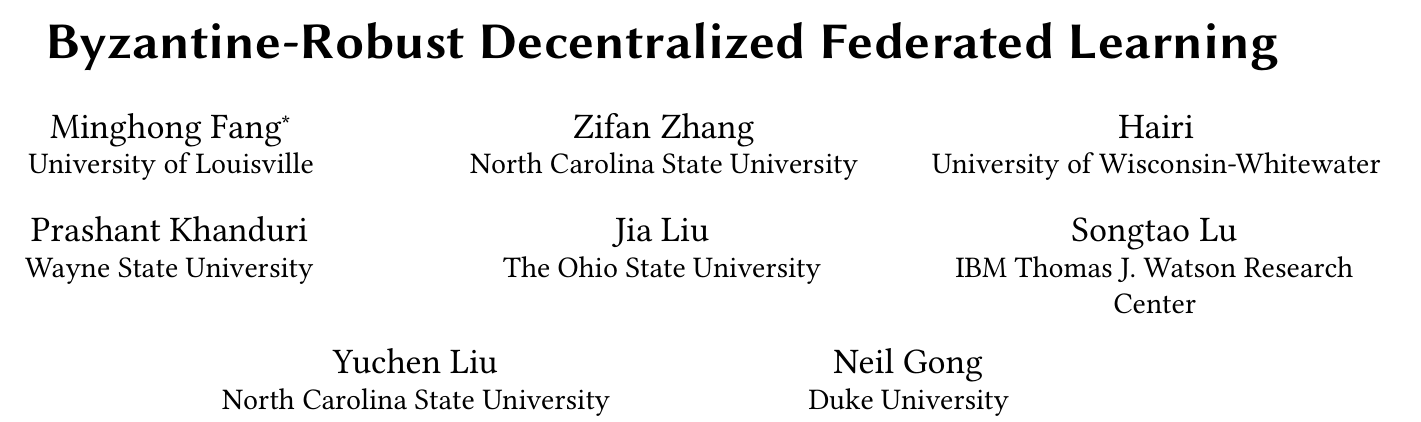 Byzantine-Robust Decentralized Federated Learning
Minghong Fang*
University of Louisville
Zifan Zhang
North Carolina State University
Hairi
University of Wisconsin-Whitewater
Prashant Khanduri
Wayne State University
Jia Liu
The Ohio State University
Songtao Lu
IBM Thomas J. Watson Research
Center
Yuchen Liu
North Carolina State University
Neil Gong
Duke University